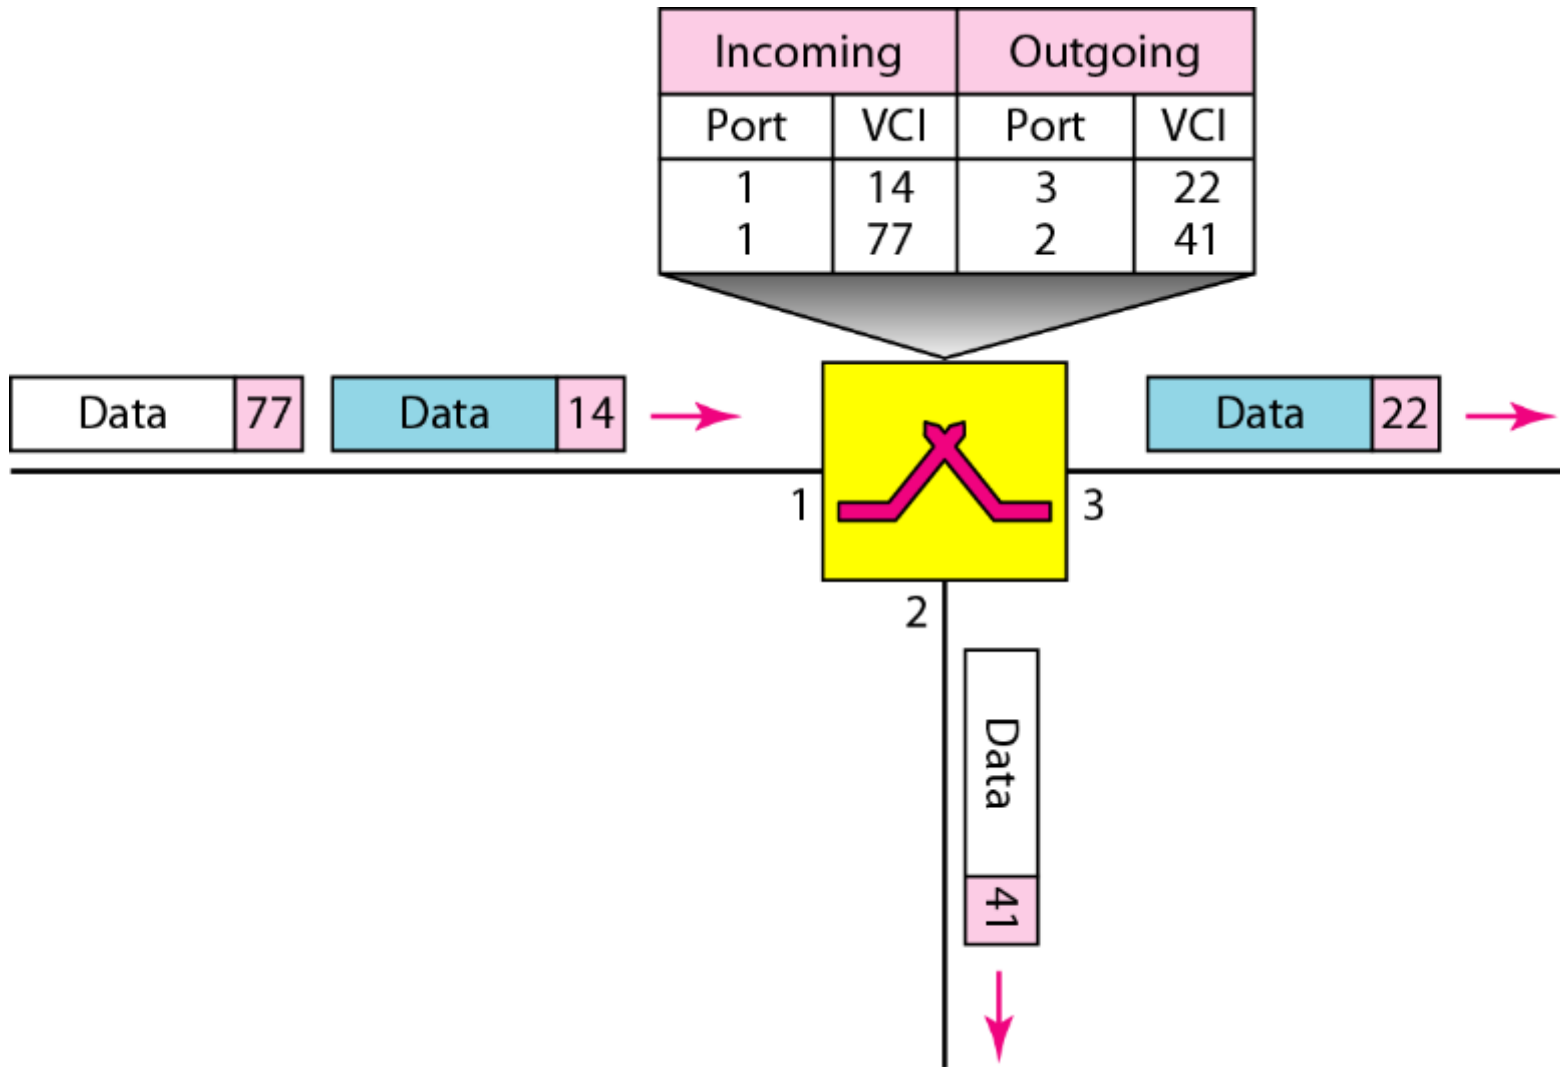 Incoming Outgoing
Port VCI Port VCI
1 14 3 22
1 77 2 41
Data 77 Data 14 Data 22
1 3
2
Data 41